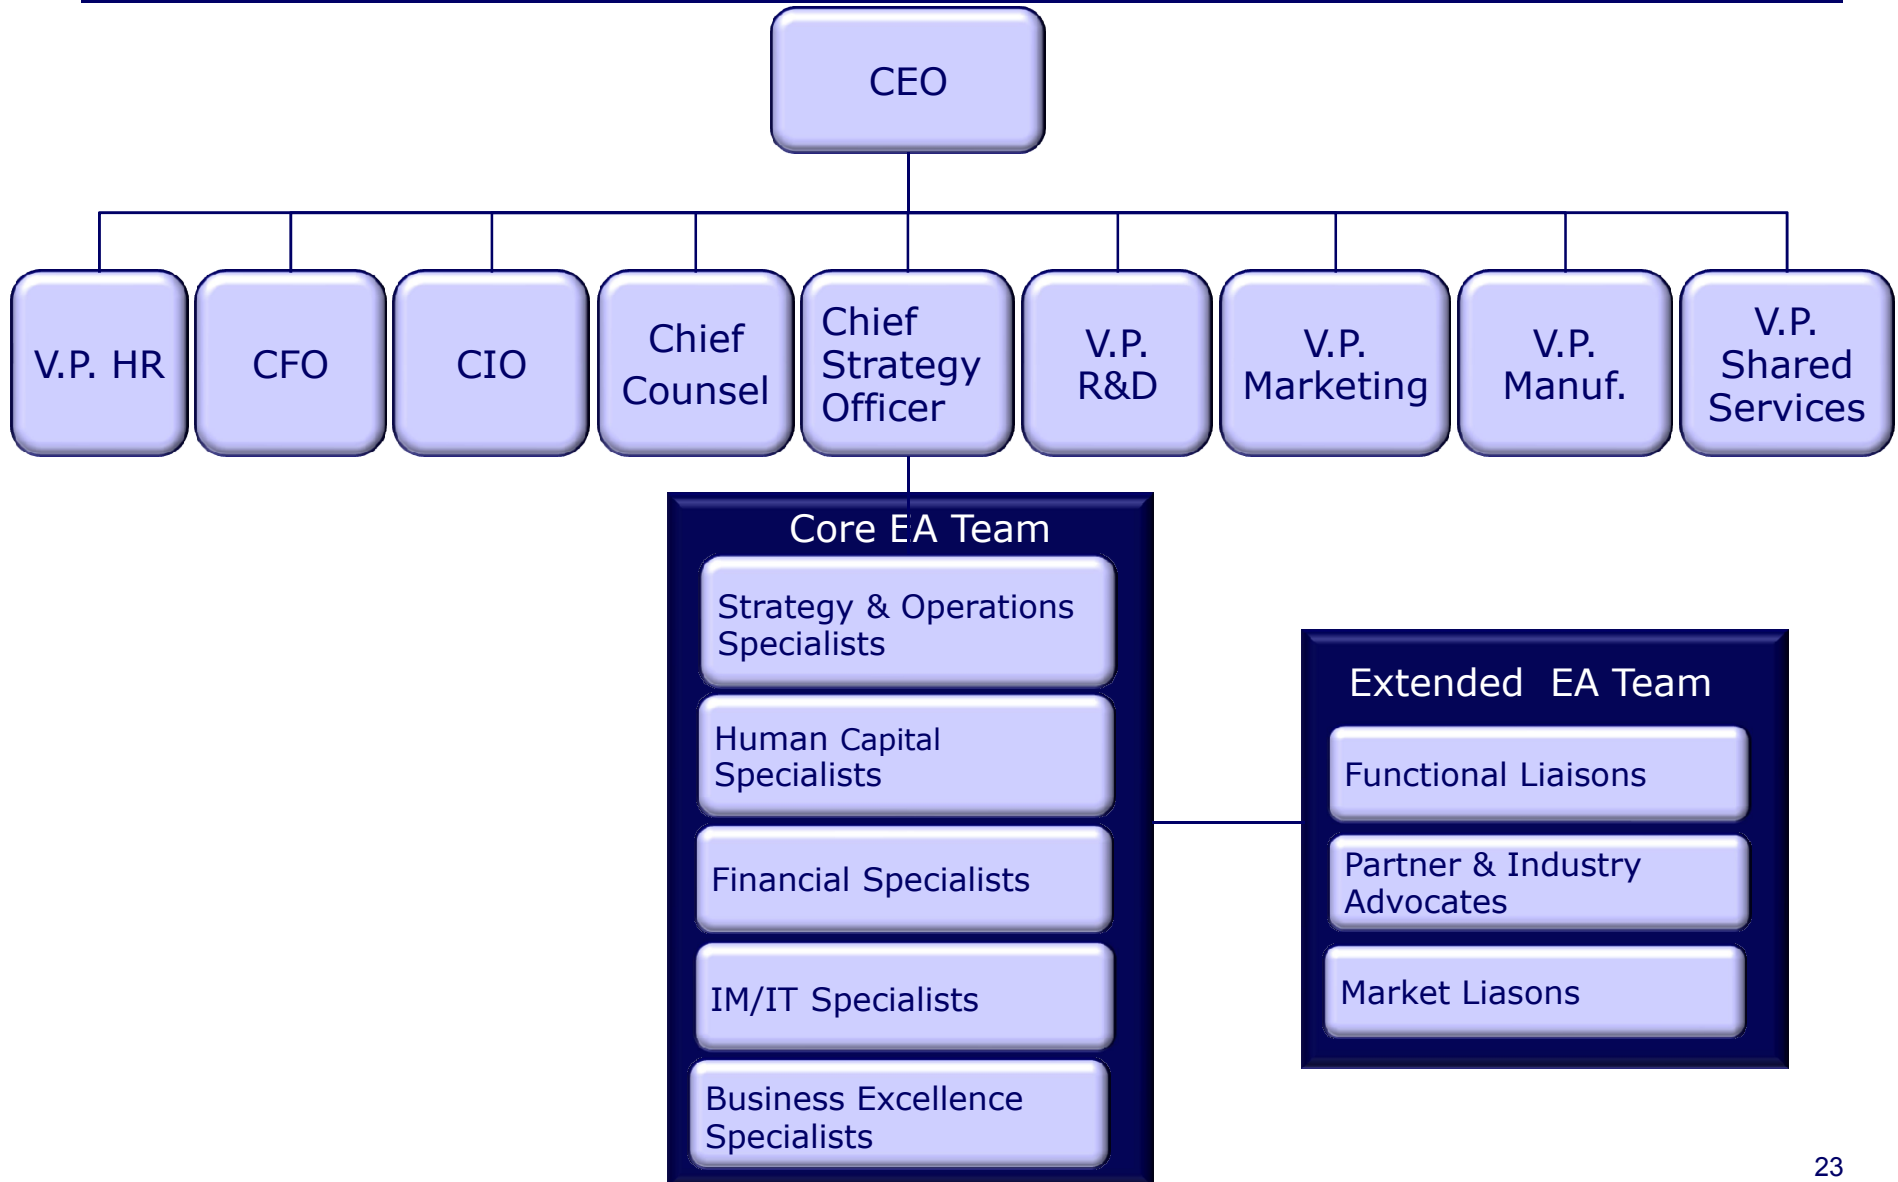 CEO
V.P. HR
CFO
CIO
Chief
Counsel
Chief
Strategy
Officer
V.P.
R&D
V.P.
Marketing
V.P.
Manuf.
V.P.
Shared
Services
Core EA Team
Strategy & Operations
Specialists
Human Capital
Specialists
Financial Specialists
IM/IT Specialists
Business Excellence
Specialists
Extended  EA Team
Functional Liaisons
Partner & Industry
Advocates
Market Liasons
23